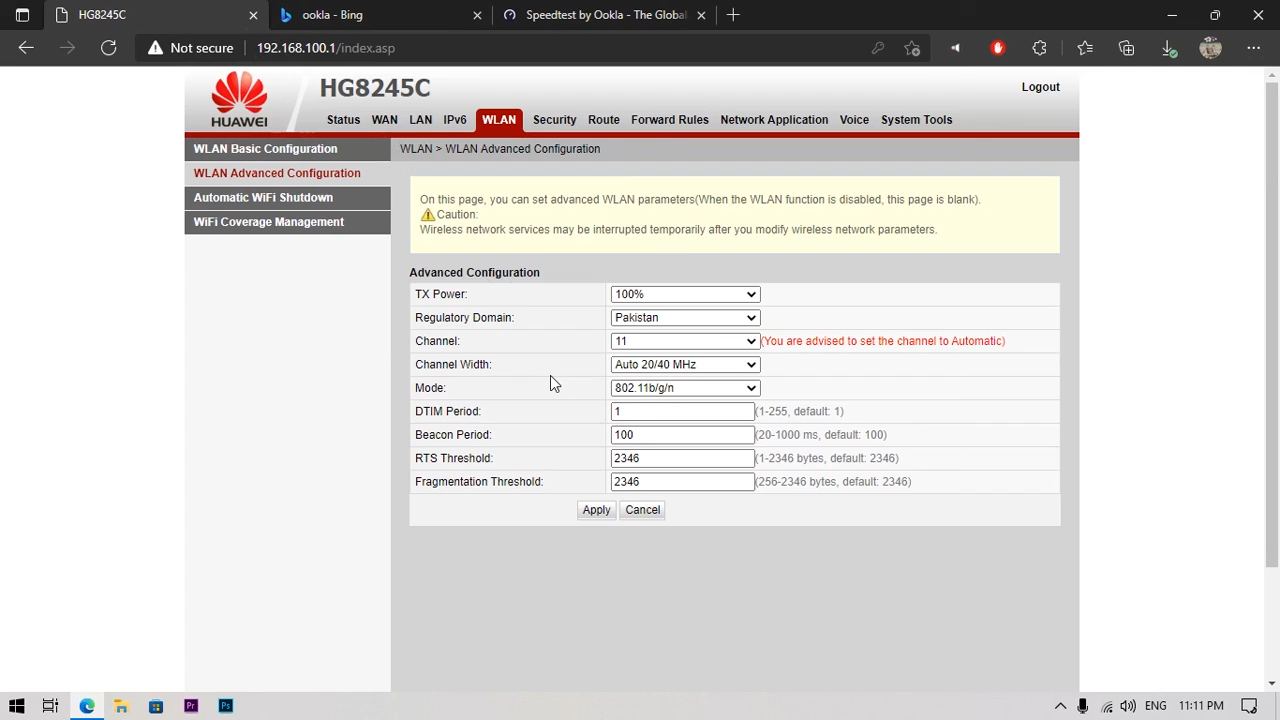 HG8245C
ookla - Bing
Speedtest by Ookla - The Global
Not secure
192.168.100.1/index.asp
HUAWEI
HG8245C
Logout
Status
WAN
LAN
IPv6
WLAN
Security
Route
Forward Rules
Network Application
Voice
System Tools
WLAN Basic Configuration
WLAN Advanced Configuration
Automatic WiFi Shutdown
WiFi Coverage Management
WLAN > WLAN Advanced Configuration
On this page, you can set advanced WLAN parameters(When the WLAN function is disabled, this page is blank).
Caution:
Wireless network services may be interrupted temporarily after you modify wireless network parameters.
Advanced Configuration
TX Power: 100%
Regulatory Domain: Pakistan
Channel: 11 (You are advised to set the channel to Automatic)
Channel Width: Auto 20/40 MHz
Mode: 802.11b/g/n
DTIM Period: 1 (1-255, default: 1)
Beacon Period: 100 (20-1000 ms, default: 100)
RTS Threshold: 2346 (1-2346 bytes, default: 2346)
Fragmentation Threshold: 2346 (256-2346 bytes, default: 2346)
Apply Cancel
Pr
Ps
ENG
11:11 PM